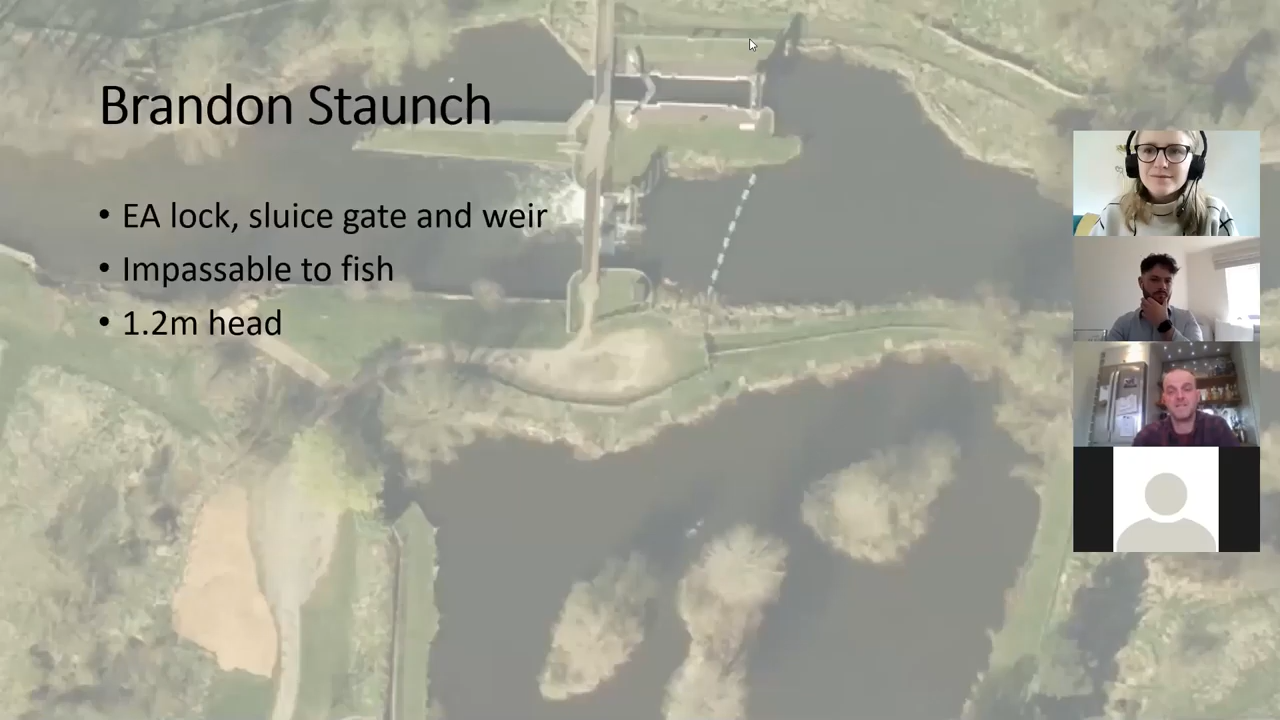 Brandon Staunch
• EA lock, sluice gate and weir
• Impassable to fish
• 1.2m head